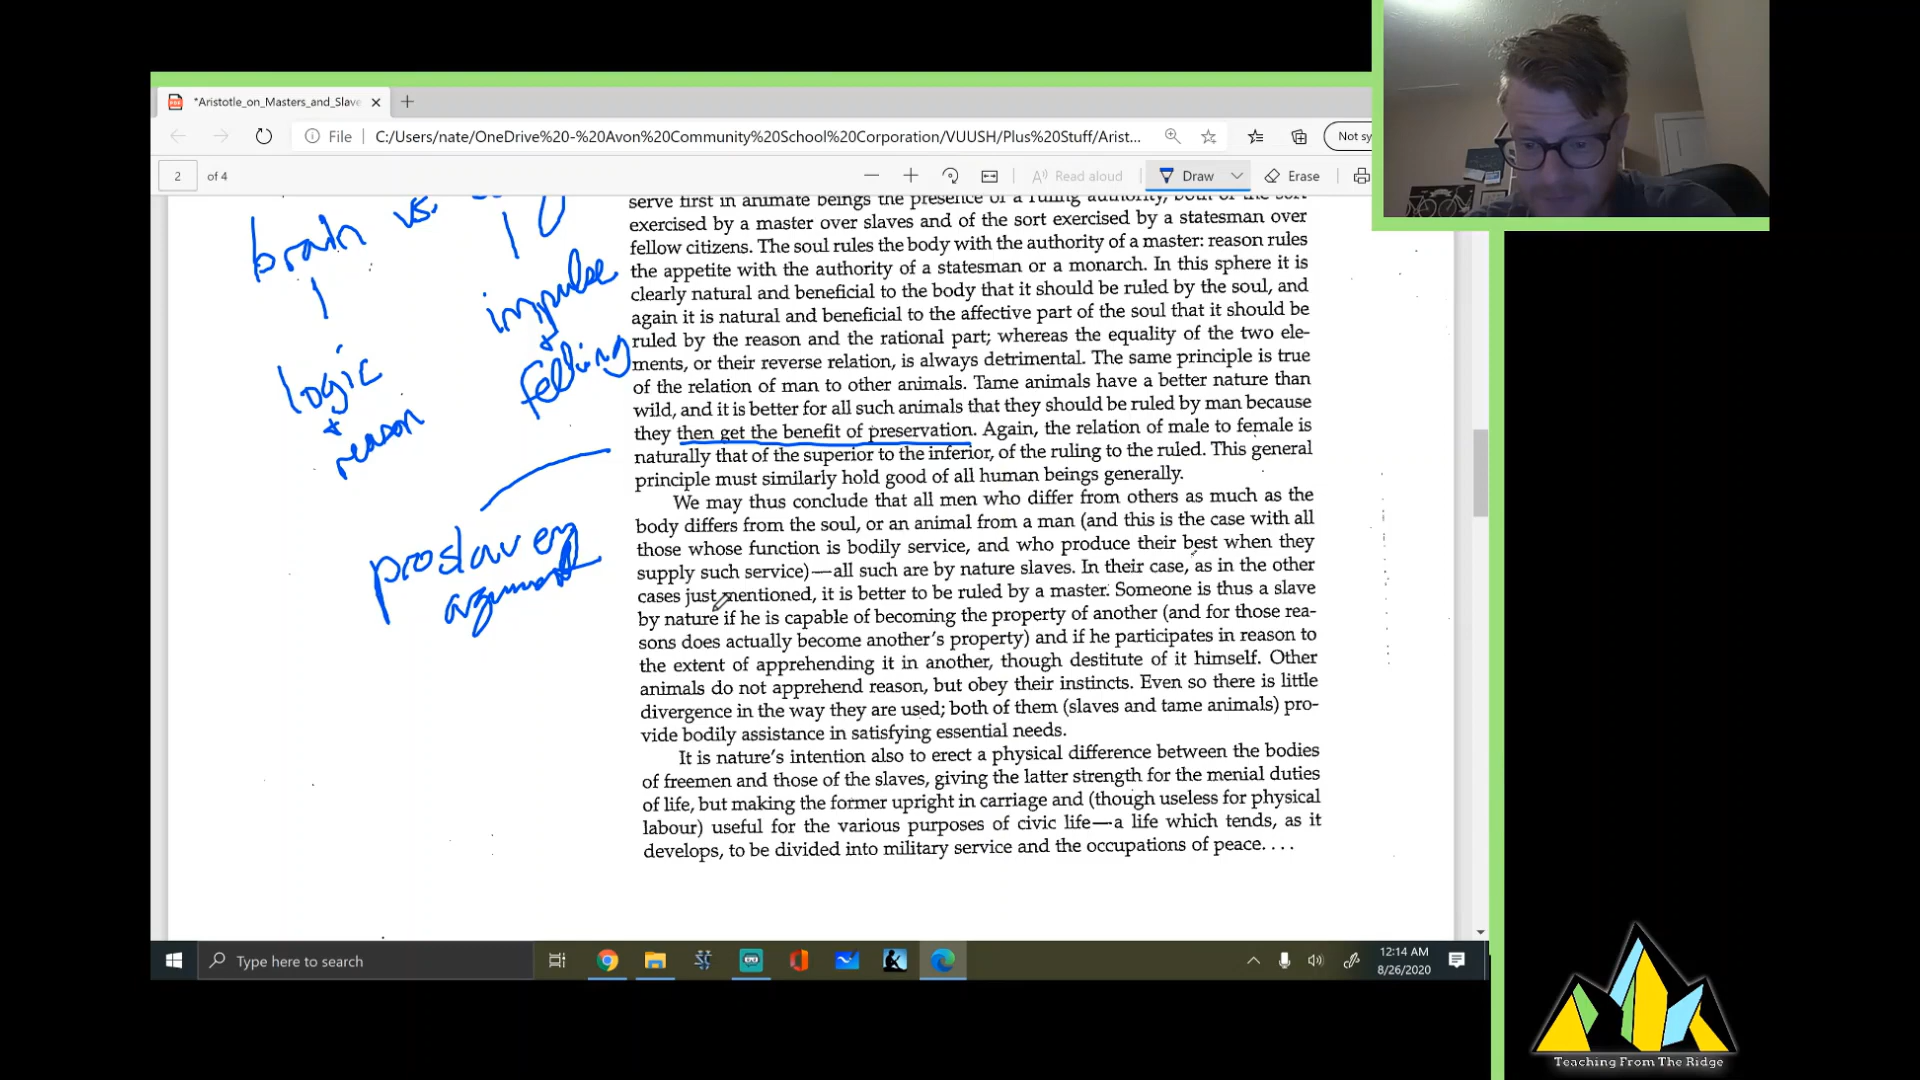 *Aristotle_on_Masters_and_Slave
File
C:/Users/nate/OneDrive%20-%20Avon%20Community%20School%20Corporation/VUUSH/Plus%20Stuff/Arist...
Not sy
2 of 4
Read aloud
Draw
Erase
brain vs.
impulse
+
feeling
logic
+
reason
proslavery
argument
serve first in animate beings the presence of a ruling authority, both of the sort
exercised by a master over slaves and of the sort exercised by a statesman over
fellow citizens. The soul rules the body with the authority of a master: reason rules
the appetite with the authority of a statesman or a monarch. In this sphere it is
clearly natural and beneficial to the body that it should be ruled by the soul, and
again it is natural and beneficial to the affective part of the soul that it should be
ruled by the reason and the rational part; whereas the equality of the two ele-
ments, or their reverse relation, is always detrimental. The same principle is true
of the relation of man to other animals. Tame animals have a better nature than
wild, and it is better for all such animals that they should be ruled by man because
they then get the benefit of preservation. Again, the relation of male to female is
naturally that of the superior to the inferior, of the ruling to the ruled. This general
principle must similarly hold good of all human beings generally.
We may thus conclude that all men who differ from others as much as the
body differs from the soul, or an animal from a man (and this is the case with all
those whose function is bodily service, and who produce their best when they
supply such service)—all such are by nature slaves. In their case, as in the other
cases just mentioned, it is better to be ruled by a master. Someone is thus a slave
by nature if he is capable of becoming the property of another (and for those rea-
sons does actually become another's property) and if he participates in reason to
the extent of apprehending it in another, though destitute of it himself. Other
animals do not apprehend reason, but obey their instincts. Even so there is little
divergence in the way they are used; both of them (slaves and tame animals) pro-
vide bodily assistance in satisfying essential needs.
It is nature's intention also to erect a physical difference between the bodies
of freemen and those of the slaves, giving the latter strength for the menial duties
of life, but making the former upright in carriage and (though useless for physical
labour) useful for the various purposes of civic life—a life which tends, as it
develops, to be divided into military service and the occupations of peace. . . .
Type here to search
12:14 AM
8/26/2020
Teaching From The Ridge